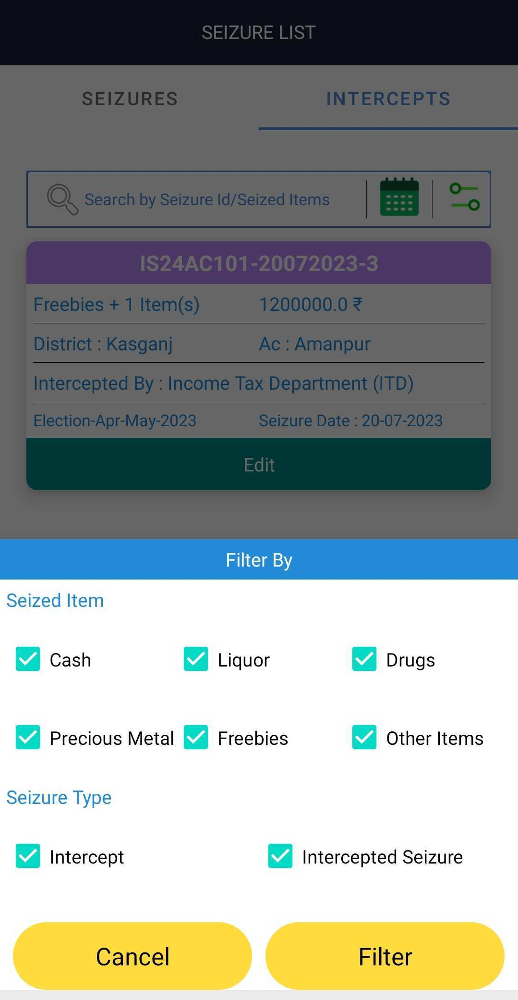 SEIZURE LIST
SEIZURES INTERCEPTS
Search by Seizure Id/Seized Items
IS24AC101-20072023-3
Freebies + 1 Item(s) 1200000.0 ₹
District : Kasganj Ac : Amanpur
Intercepted By : Income Tax Department (ITD)
Election-Apr-May-2023 Seizure Date : 20-07-2023
Edit
Filter By
Seized Item
Cash Liquor Drugs
Precious Metal Freebies Other Items
Seizure Type
Intercept Intercepted Seizure
Cancel Filter